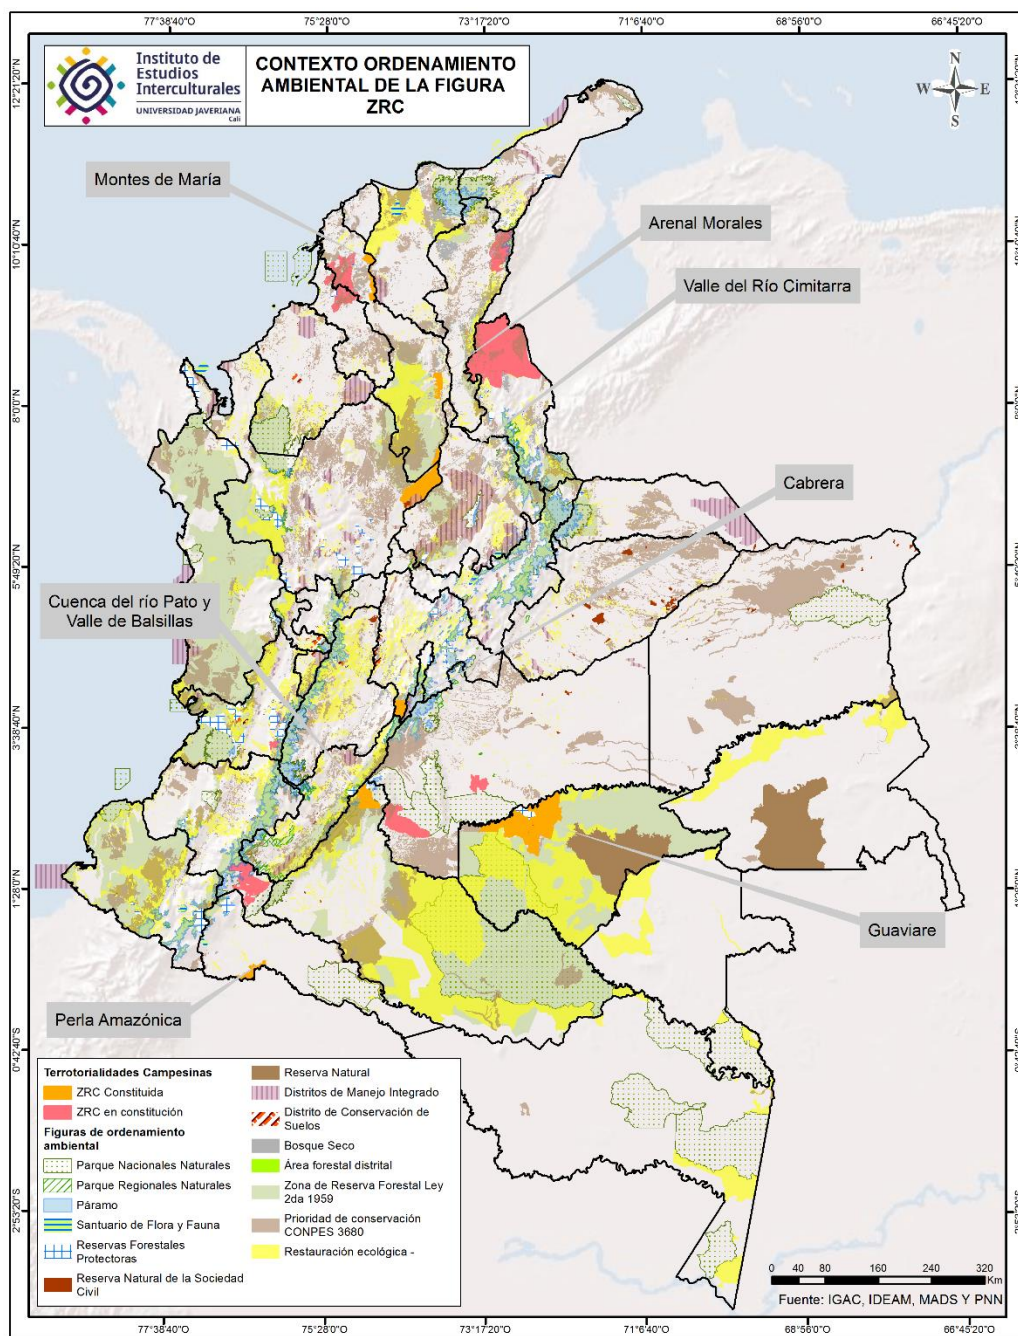 77°38'40"O
75°28'0"O
73°17'20"O
71°6'40"O
68°56'0"O
66°45'20"O
Instituto de
Estudios
Interculturales
UNIVERSIDAD JAVERIANA
Cali
CONTEXTO ORDENAMIENTO
AMBIENTAL DE LA FIGURA
ZRC
N
W
E
S
12°21'20"N
10°10'40"N
8°0'0"N
5°49'20"N
3°38'40"N
1°28'0"N
0°42'40"S
2°53'20"S
Montes de María
Arenal Morales
Valle del Río Cimitarra
Cabrera
Cuenca del río Pato y
Valle de Balsillas
Guaviare
Perla Amazónica
Terrotorialidades Campesinas
ZRC Constituida
ZRC en constitución
Figuras de ordenamiento
ambiental
Parque Nacionales Naturales
Parque Regionales Naturales
Páramo
Santuario de Flora y Fauna
Reservas Forestales
Protectoras
Reserva Natural de la Sociedad
Civil
Reserva Natural
Distritos de Manejo Integrado
Distrito de Conservación de
Suelos
Bosque Seco
Área forestal distrital
Zona de Reserva Forestal Ley
2da 1959
Prioridad de conservación
CONPES 3680
Restauración ecológica -
0 40 80 160 240 320
Km
Fuente: IGAC, IDEAM, MADS Y PNN
77°38'40"O
75°28'0"O
73°17'20"O
71°6'40"O
68°56'0"O
66°45'20"O